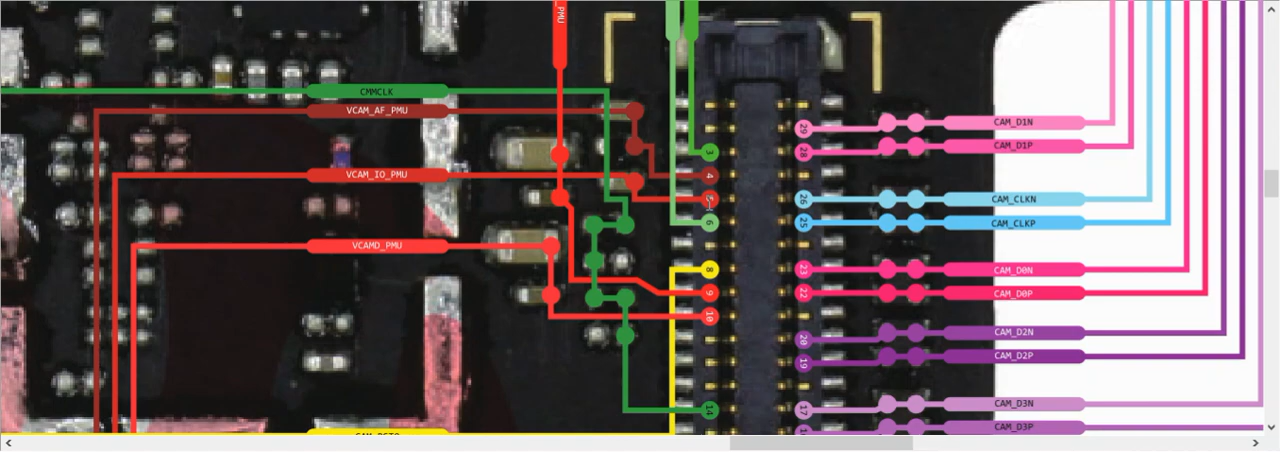 _PMU
CMMCLK
VCAM_AF_PMU
VCAM_IO_PMU
VCAMD_PMU
3
4
5
6
8
9
10
14
29
28
26
25
23
22
20
19
17
CAM_D1N
CAM_D1P
CAM_CLKN
CAM_CLKP
CAM_D0N
CAM_D0P
CAM_D2N
CAM_D2P
CAM_D3N
CAM_D3P